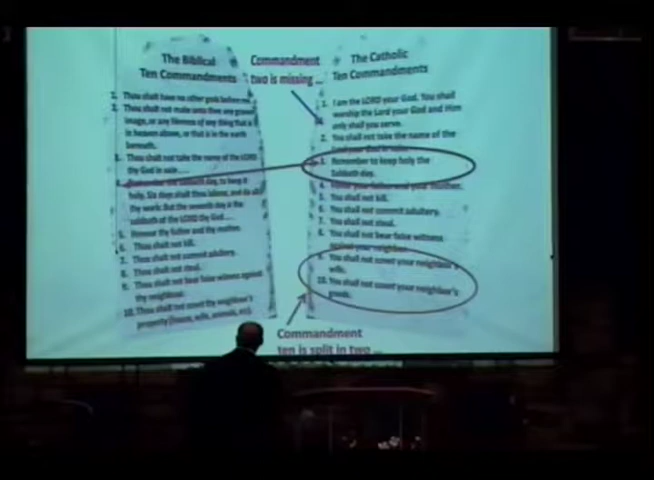 The Biblical
Ten Commandments
1. Thou shalt have no other gods before me.
2. Thou shalt not make unto thee any graven
image, or any likeness of any thing that is
in heaven above, or that is in the earth
beneath.
Thou shalt not take the name of the LORD
thy God in vain ....
Remember the sabbath day, to keep it
holy. Six days shalt thou labour, and do all
thy work: But the seventh day is the
sabbath of the LORD thy God....
5. Honour thy father and thy mother.
6. Thou shalt not kill.
7. Thou shalt not commit adultery.
8. Thou shalt not steal.
9. Thou shalt not bear false witness against
thy neighbour.
10. Thou shalt not covet thy neighbor's
property (house, wife, animals, etc).
Commandment
two is missing ...
The Catholic
Ten Commandments
1. I am the LORD your God. You shall
worship the Lord your God and Him
only shall you serve.
2. You shall not take the name of the
Lord your God in vain.
3. Remember to keep holy the
Sabbath day.
4. Honor your father and your mother.
5. You shall not kill.
6. You shall not commit adultery.
7. You shall not steal.
8. You shall not bear false witness
against your neighbor.
9. You shall not covet your neighbor's
wife.
10. You shall not covet your neighbor's
goods.
Commandment
ten is split in two ...